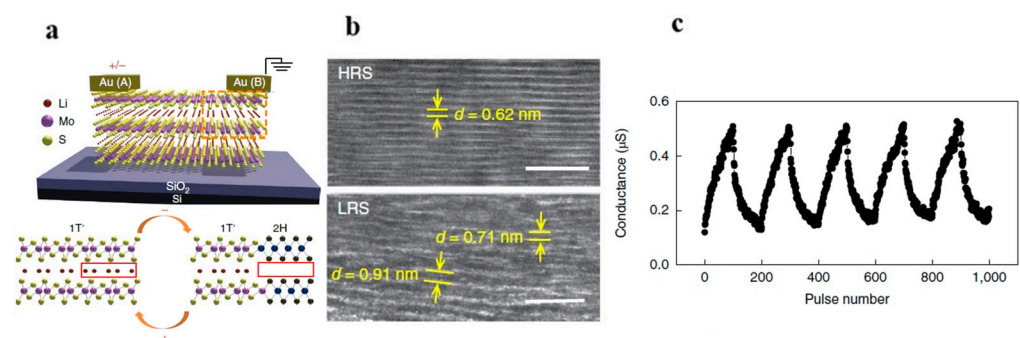 a
+/−
Au (A)
Au (B)
Li
Mo
S
SiO2
Si
−
1T′
1T′
2H
b
HRS
d = 0.62 nm
LRS
d = 0.71 nm
d = 0.91 nm
c
Conductance (μS)
0.6
0.4
0.2
0.0
0
200
400
600
800
1,000
Pulse number